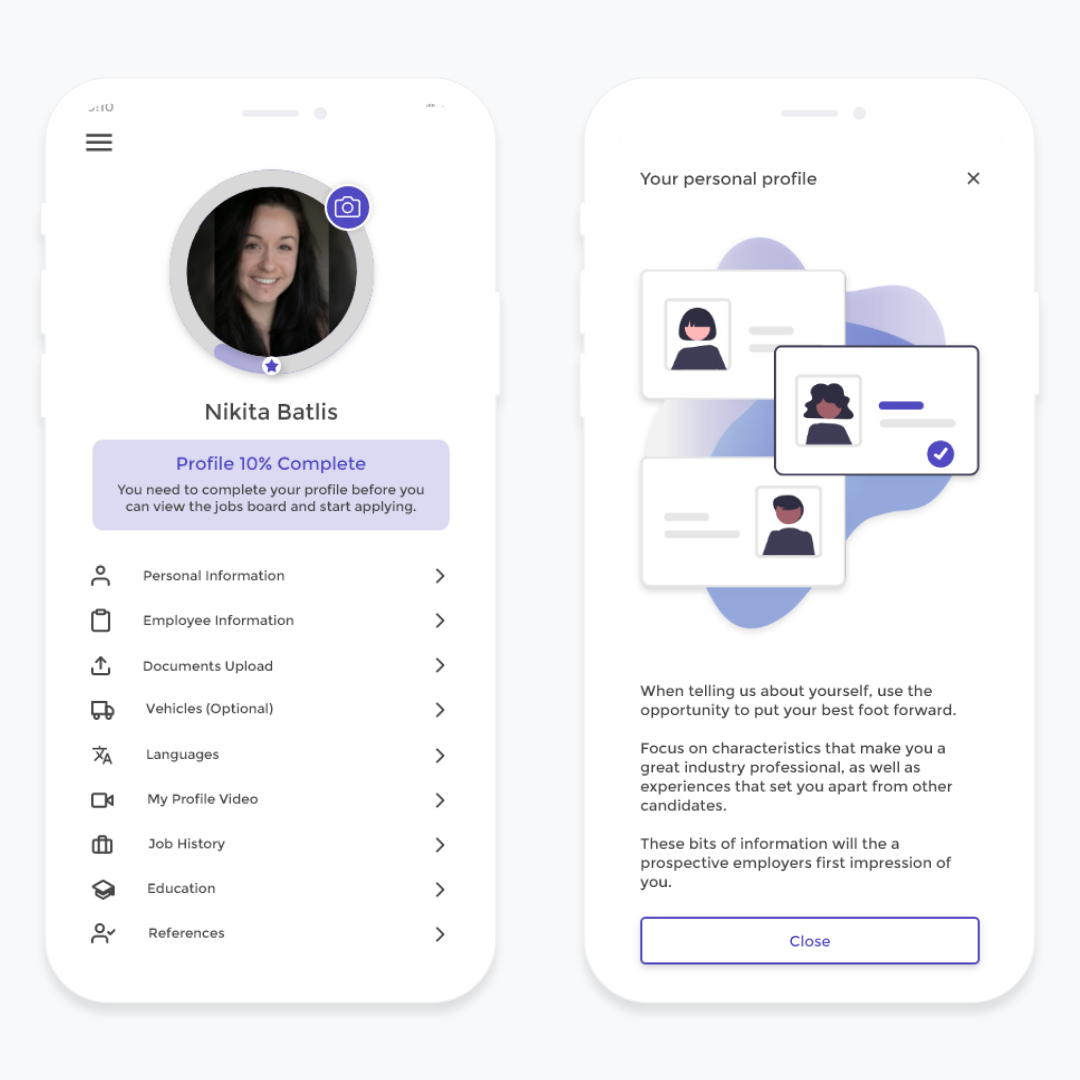 Nikita Batlis
Profile 10% Complete
You need to complete your profile before you
can view the jobs board and start applying.
Personal Information
Employee Information
Documents Upload
Vehicles (Optional)
Languages
My Profile Video
Job History
Education
References
Your personal profile
When telling us about yourself, use the
opportunity to put your best foot forward.
Focus on characteristics that make you a
great industry professional, as well as
experiences that set you apart from other
candidates.
These bits of information will the a
prospective employers first impression of
you.
Close